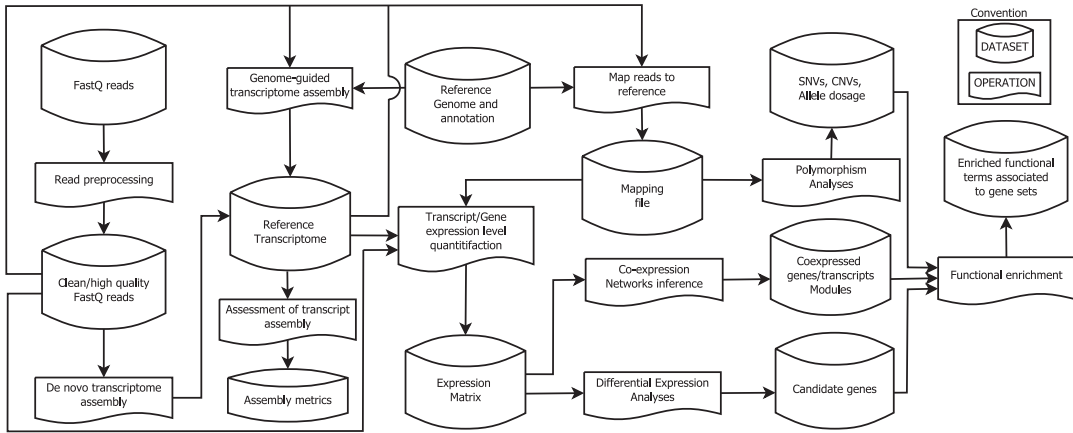 FastQ reads
Read preprocessing
Clean/high quality
FastQ reads
De novo transcriptome
assembly
Genome-guided
transcriptome assembly
Reference
Transcriptome
Assessment of transcript
assembly
Assembly metrics
Reference
Genome and
annotation
Map reads to
reference
Mapping
file
Transcript/Gene
expression level
quantitifaction
Expression
Matrix
Co-expression
Networks inference
Differential Expression
Analyses
SNVs, CNVs,
Allele dosage
Polymorphism
Analyses
Coexpressed
genes/transcripts
Modules
Candidate genes
Convention
DATASET
OPERATION
Enriched functional
terms associated
to gene sets
Functional enrichment